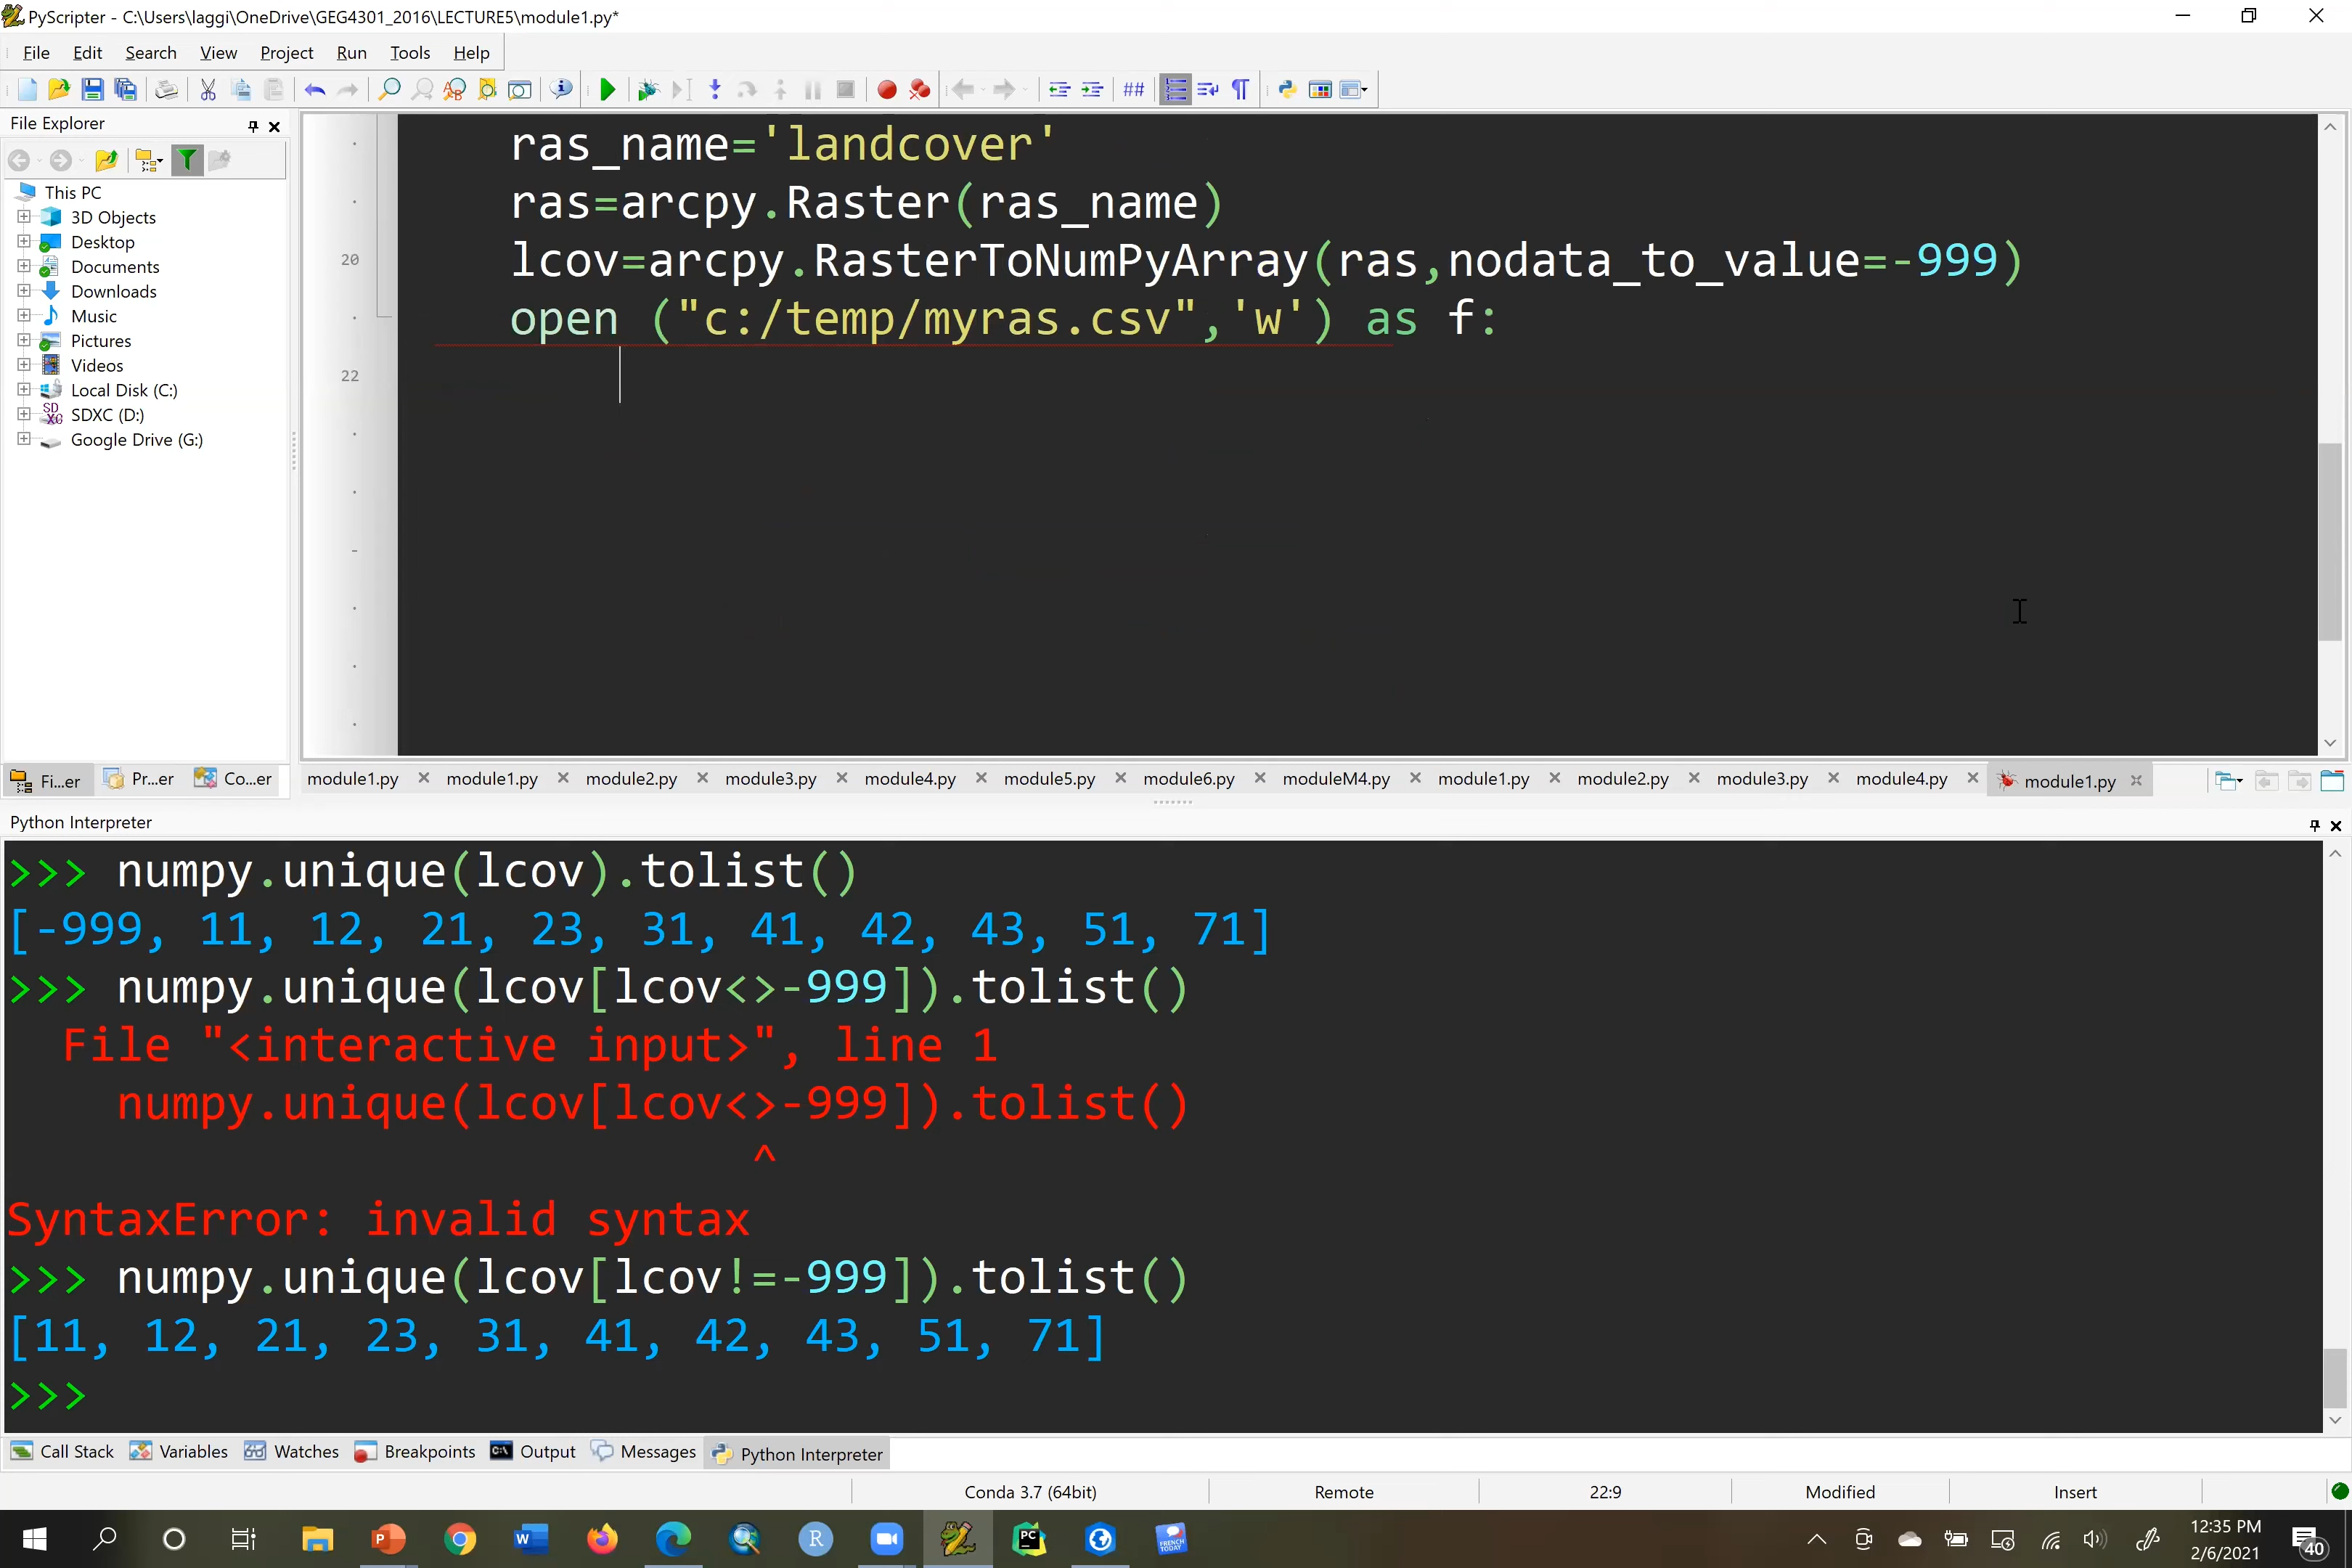 PyScripter - C:\Users\laggi\OneDrive\GEG4301_2016\LECTURE5\module1.py*
File Edit Search View Project Run Tools Help
File Explorer
This PC
3D Objects
Desktop
Documents
Downloads
Music
Pictures
Videos
Local Disk (C:)
SDXC (D:)
Google Drive (G:)
Fi...er Pr...er Co...er
ras_name='landcover'
ras=arcpy.Raster(ras_name)
20 lcov=arcpy.RasterToNumPyArray(ras,nodata_to_value=-999)
open ("c:/temp/myras.csv",'w') as f:
22
module1.py module1.py module2.py module3.py module4.py module5.py module6.py moduleM4.py module1.py module2.py module3.py module4.py module1.py
Python Interpreter
>>> numpy.unique(lcov).tolist()
[-999, 11, 12, 21, 23, 31, 41, 42, 43, 51, 71]
>>> numpy.unique(lcov[lcov<>-999]).tolist()
File "<interactive input>", line 1
numpy.unique(lcov[lcov<>-999]).tolist()
^
SyntaxError: invalid syntax
>>> numpy.unique(lcov[lcov!=-999]).tolist()
[11, 12, 21, 23, 31, 41, 42, 43, 51, 71]
>>>
Call Stack Variables Watches Breakpoints Output Messages Python Interpreter
Conda 3.7 (64bit) Remote 22:9 Modified Insert
12:35 PM
2/6/2021
40